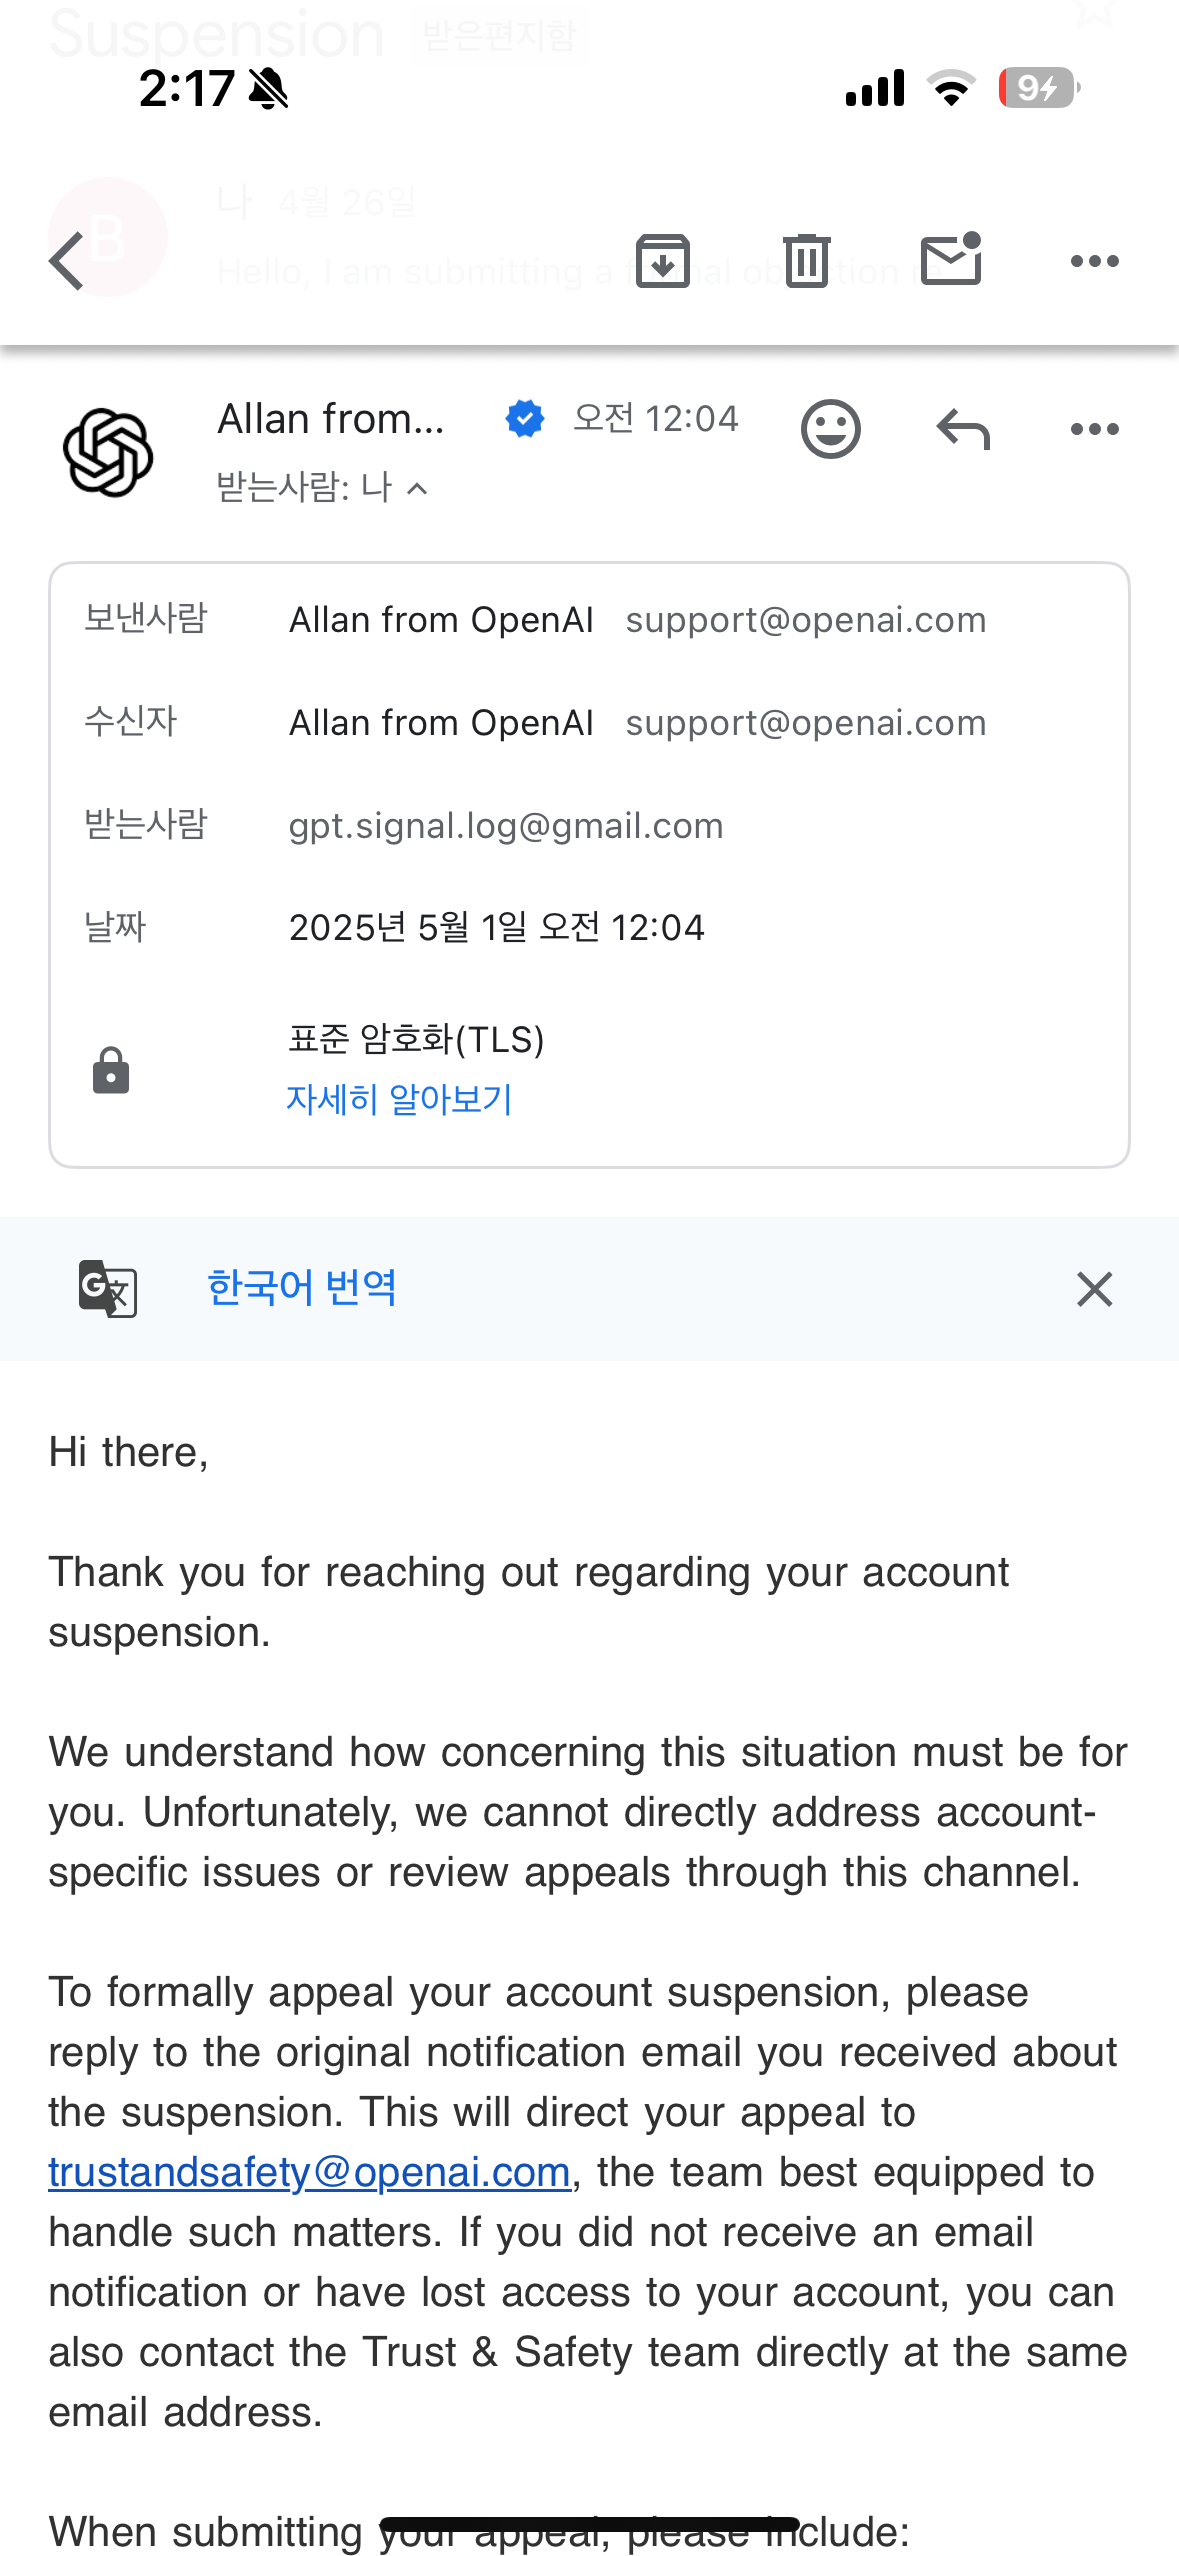 Suspension 받은편지함
2:17 9
B 나 4월 26일
Hello, I am submitting a formal objection re
Allan from... 오전 12:04
받는사람: 나
보낸사람 Allan from OpenAI support@openai.com
수신자 Allan from OpenAI support@openai.com
받는사람 gpt.signal.log@gmail.com
날짜 2025년 5월 1일 오전 12:04
표준 암호화(TLS)
자세히 알아보기
G 文 한국어 번역
Hi there,
Thank you for reaching out regarding your account
suspension.
We understand how concerning this situation must be for
you. Unfortunately, we cannot directly address account-
specific issues or review appeals through this channel.
To formally appeal your account suspension, please
reply to the original notification email you received about
the suspension. This will direct your appeal to
trustandsafety@openai.com, the team best equipped to
handle such matters. If you did not receive an email
notification or have lost access to your account, you can
also contact the Trust & Safety team directly at the same
email address.
When submitting your appeal, please include: